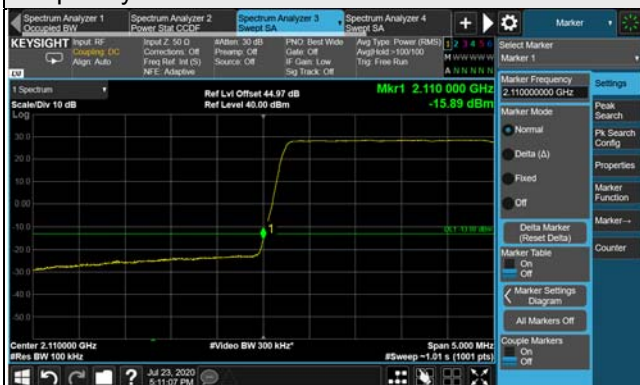 Spectrum Analyzer 1
Occupied BW
Spectrum Analyzer 2
Power Stat CCDF
Spectrum Analyzer 3
Swept SA
Spectrum Analyzer 4
Swept SA
Marker
KEYSIGHT
Input: RF
Coupling: DC
Align: Auto
Input Z: 50 Ω
Corrections: Off
Freq Ref: Int (S)
NFE: Adaptive
#Atten: 30 dB
Preamp: Off
Source: Off
PNO: Best Wide
Gate: Off
IF Gain: Low
Sig Track: Off
Avg Type: Power (RMS)
Avg|Hold >100/100
Trig: Free Run
1 2 3 4 5 6
M W W W W W
A N N N N N
1 Spectrum
Scale/Div 10 dB
Log
Ref Lvl Offset 44.97 dB
Ref Level 40.00 dBm
Mkr1 2.110 000 GHz
-15.89 dBm
30.0
20.0
10.0
0.00
-10.0
-20.0
-30.0
-40.0
-50.0
1
Center 2.110000 GHz
#Res BW 100 kHz
#Video BW 300 kHz*
Span 5.000 MHz
#Sweep ~1.01 s (1001 pts)
Jul 23, 2020
5:11:07 PM
Select Marker
Marker 1
Marker Frequency
2.110000000 GHz
Marker Mode
Normal
Delta (Δ)
Fixed
Off
Delta Marker
(Reset Delta)
Marker Table
On
Off
Marker Settings
Diagram
All Markers Off
Couple Markers
On
Off
Settings
Peak
Search
Pk Search
Config
Properties
Marker
Function
Marker→
Counter